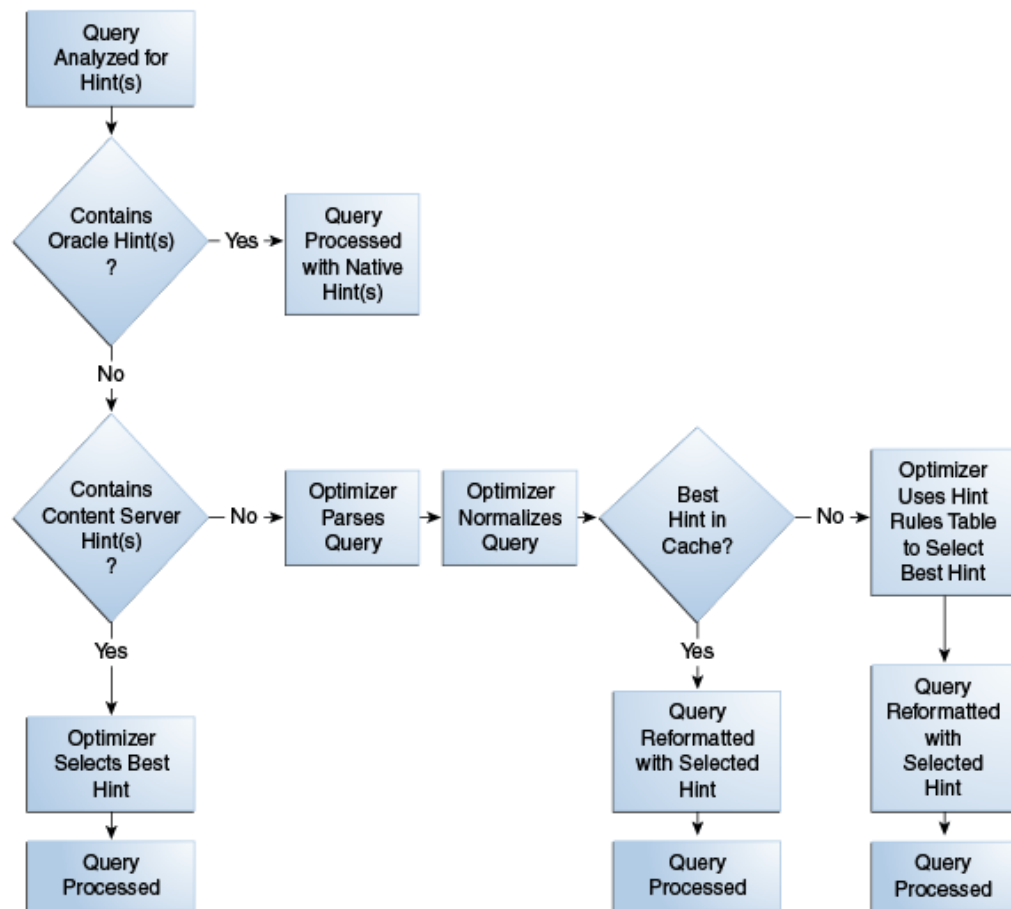 Query
Analyzed for
Hint(s)
Contains
Oracle Hint(s)
?
Yes
Query
Processed
with Native
Hint(s)
No
Contains
Content Server
Hint(s)
?
No
Optimizer
Parses
Query
Optimizer
Normalizes
Query
Best
Hint in
Cache?
No
Optimizer
Uses Hint
Rules Table
to Select
Best Hint
Yes
Optimizer
Selects Best
Hint
Query
Processed
Yes
Query
Reformatted
with Selected
Hint
Query
Processed
Query
Reformatted
with
Selected
Hint
Query
Processed